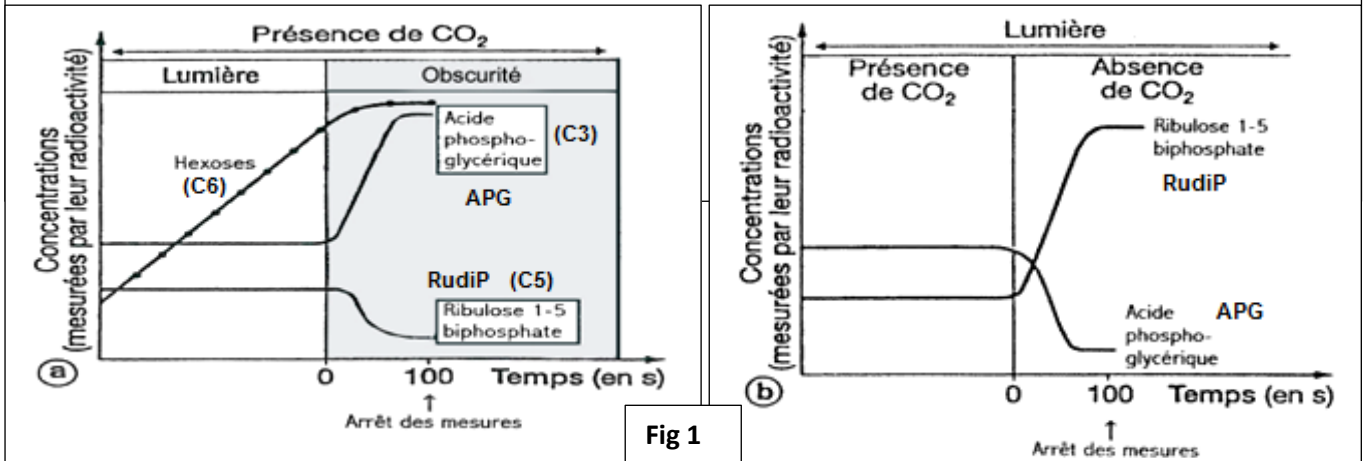 Présence de CO₂
Lumière
Obscurité
Concentrations
(mesurées par leur radioactivité)
Hexoses
(C6)
Acide
phospho-
glycérique
(C3)
APG
RudiP (C5)
Ribulose 1-5
biphosphate
a
0
100
Temps (en s)
↑
Arrêt des mesures
Fig 1
Lumière
Présence
de CO₂
Absence
de CO₂
Concentrations
(mesurées par leur radioactivité)
Ribulose 1-5
biphosphate
RudiP
Acide
phospho-
glycérique
APG
b
0
100
Temps (en s)
↑
Arrêt des mesures